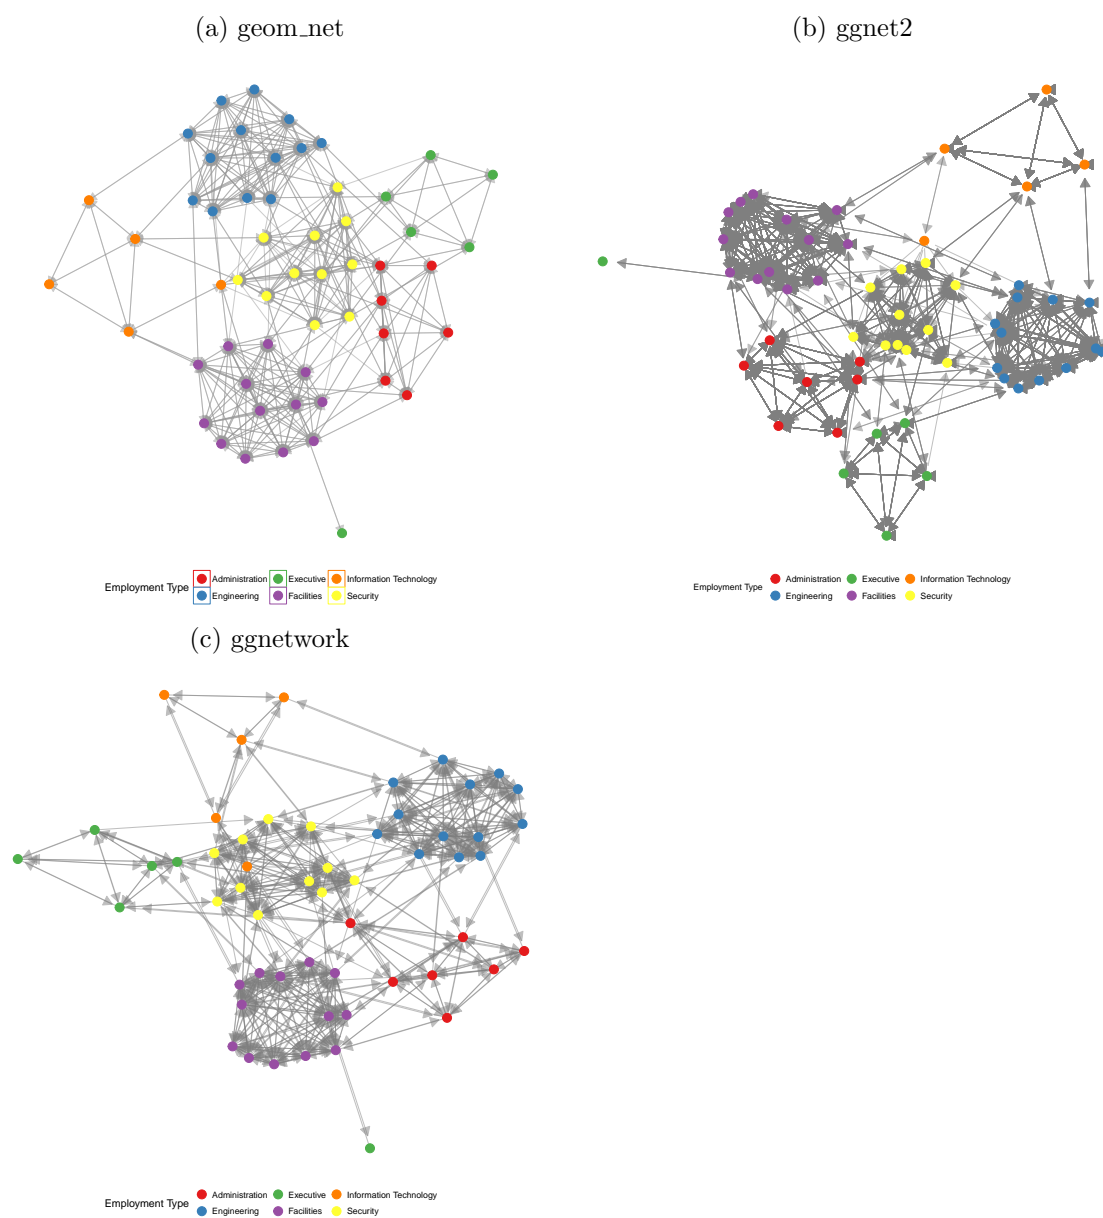 (a) geom_net
(b) ggnet2
Employment Type
Administration
Executive
Information Technology
Engineering
Facilities
Security
Employment Type
Administration
Executive
Information Technology
Engineering
Facilities
Security
(c) ggnetwork
Employment Type
Administration
Executive
Information Technology
Engineering
Facilities
Security